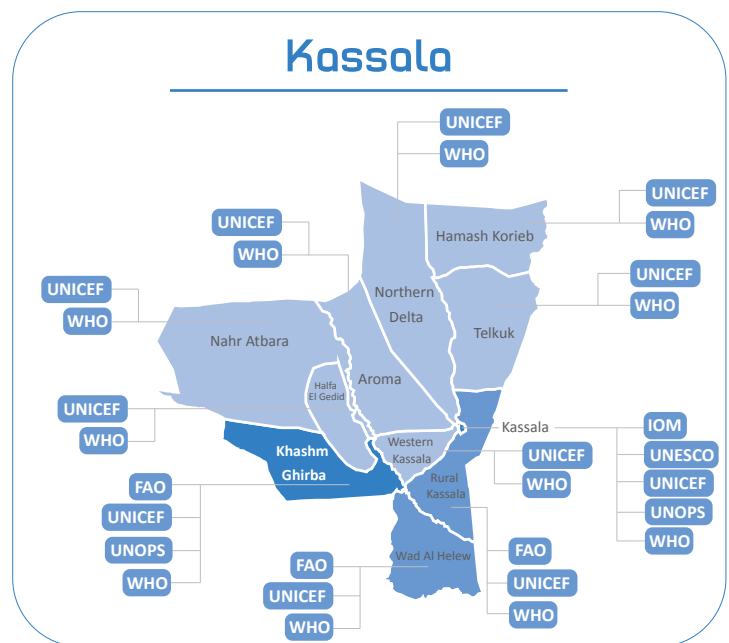 Kassala
UNICEF
WHO
UNICEF
WHO
Hamash Korieb
UNICEF
WHO
UNICEF
WHO
Northern
Delta
Telkuk
UNICEF
WHO
Nahr Atbara
Aroma
Halfa
El Gedid
UNICEF
WHO
Khashm
Ghirba
Western
Kassala
Kassala
IOM
UNESCO
UNICEF
UNOPS
WHO
UNICEF
WHO
Rural
Kassala
FAO
UNICEF
UNOPS
WHO
Wad Al Helew
FAO
UNICEF
WHO
FAO
UNICEF
WHO